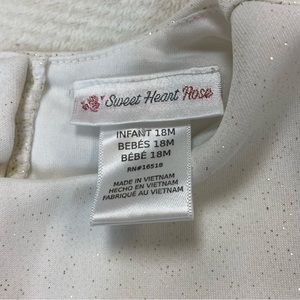 Sweet Heart Rose
INFANT 18M
BEBÉS 18M
BÉBÉ 18M
RN#16518
MADE IN VIETNAM
HECHO EN VIETNAM
FABRIQUÉ AU VIETNAM